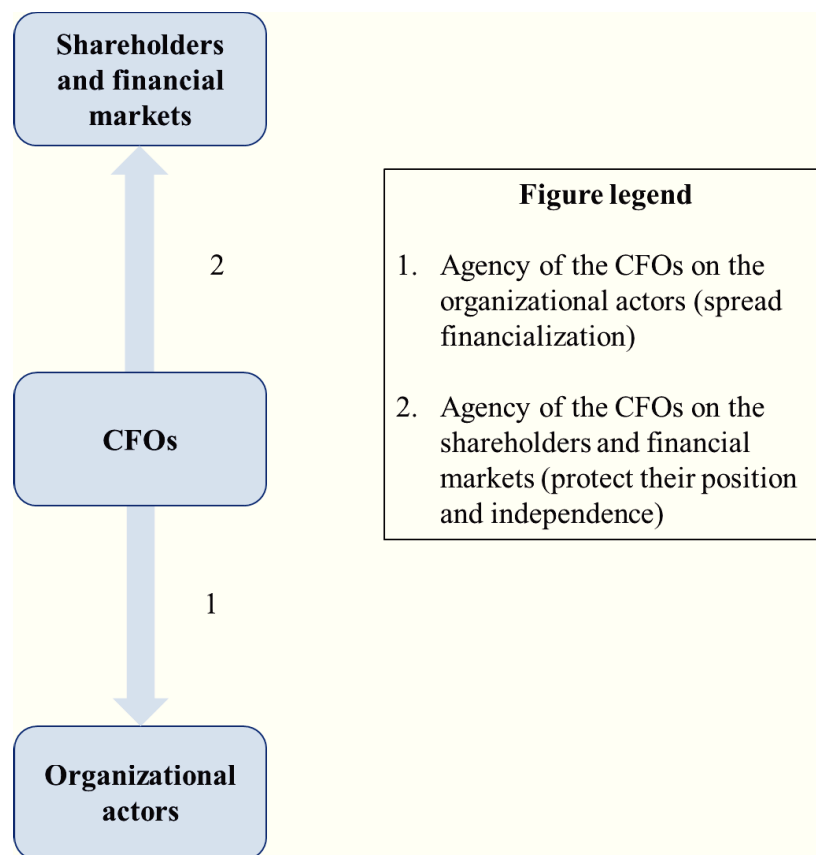 Shareholders
and financial
markets
2
CFOs
1
Organizational
actors
Figure legend
1. Agency of the CFOs on the
organizational actors (spread
financialization)
2. Agency of the CFOs on the
shareholders and financial
markets (protect their position
and independence)